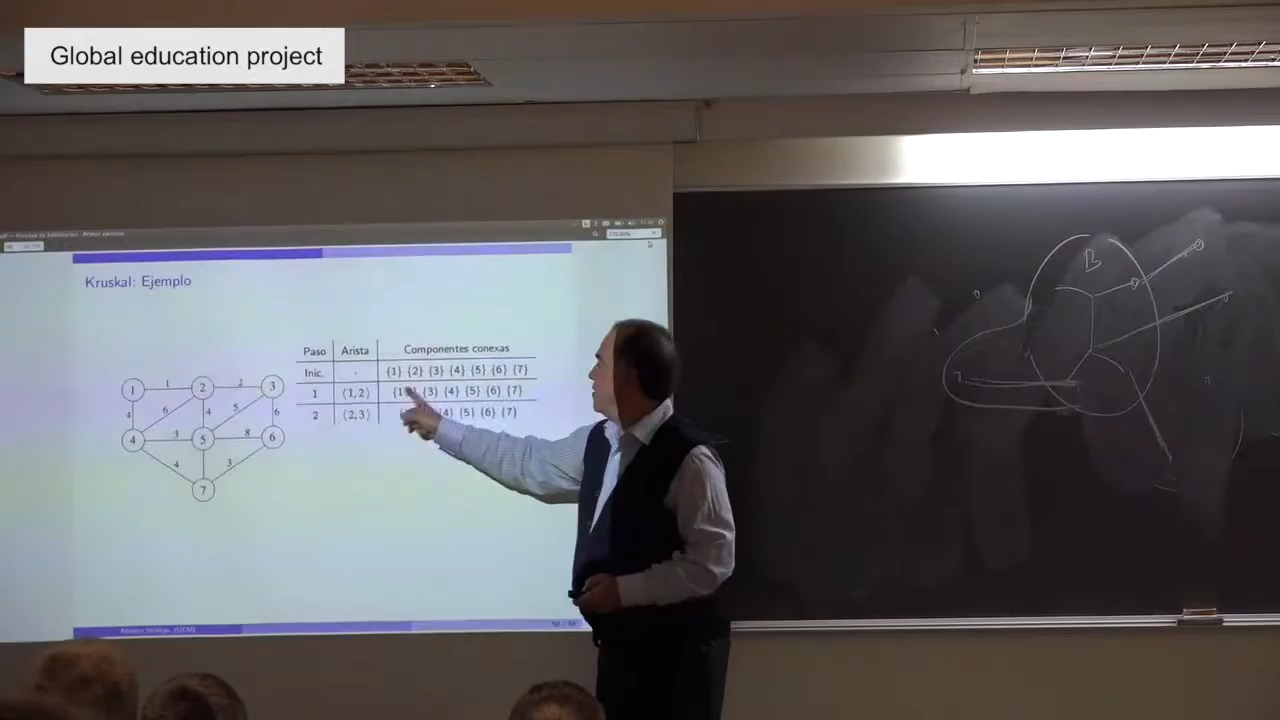 Global education project
Kruskal: Ejemplo
Paso Arista Componentes conexas
Inic. - {1} {2} {3} {4} {5} {6} {7}
1 (1,2) {3} {4} {5} {6} {7}
2 (2,3) {4} {5} {6} {7}
1 1 2 2 3
4 6 4 5 6
4 3 5 8 6
4 3
7
B